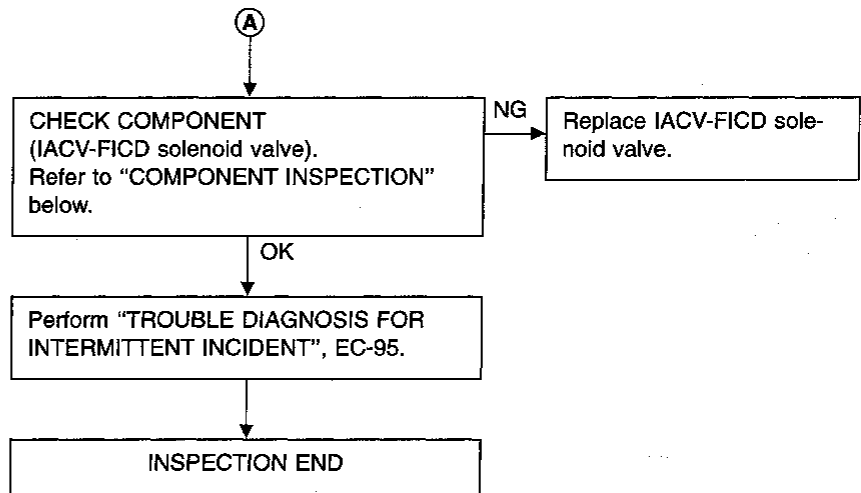 A
CHECK COMPONENT
(IACV-FICD solenoid valve).
Refer to “COMPONENT INSPECTION”
below.
NG
Replace IACV-FICD sole-
noid valve.
OK
Perform “TROUBLE DIAGNOSIS FOR
INTERMITTENT INCIDENT”, EC-95.
INSPECTION END